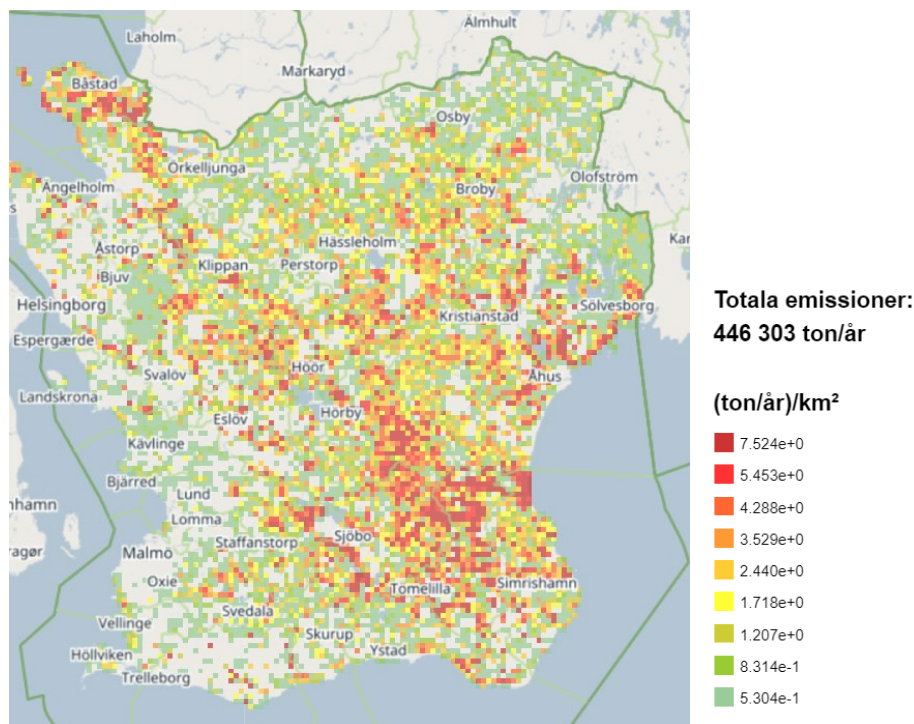 Laholm
Älmhult
Markaryd
Båstad
Osby
Örkelljunga
Olofström
Ängelholm
Broby
Åstorp
Hässleholm
Bjuv
Klippan
Perstorp
Helsingborg
Sölvesborg
Kristianstad
Espergærde
Höör
Svalöv
Åhus
Landskrona
Hörby
Eslöv
Kävlinge
Bjärred
Lund
Lomma
Staffanstorp
Sjöbo
Malmö
Oxie
Tomelilla
Simrishamn
Svedala
Vellinge
Skurup
Ystad
Höllviken
Trelleborg
Totala emissioner:
446 303 ton/år
(ton/år)/km²
7.524e+0
5.453e+0
4.288e+0
3.529e+0
2.440e+0
1.718e+0
1.207e+0
8.314e-1
5.304e-1